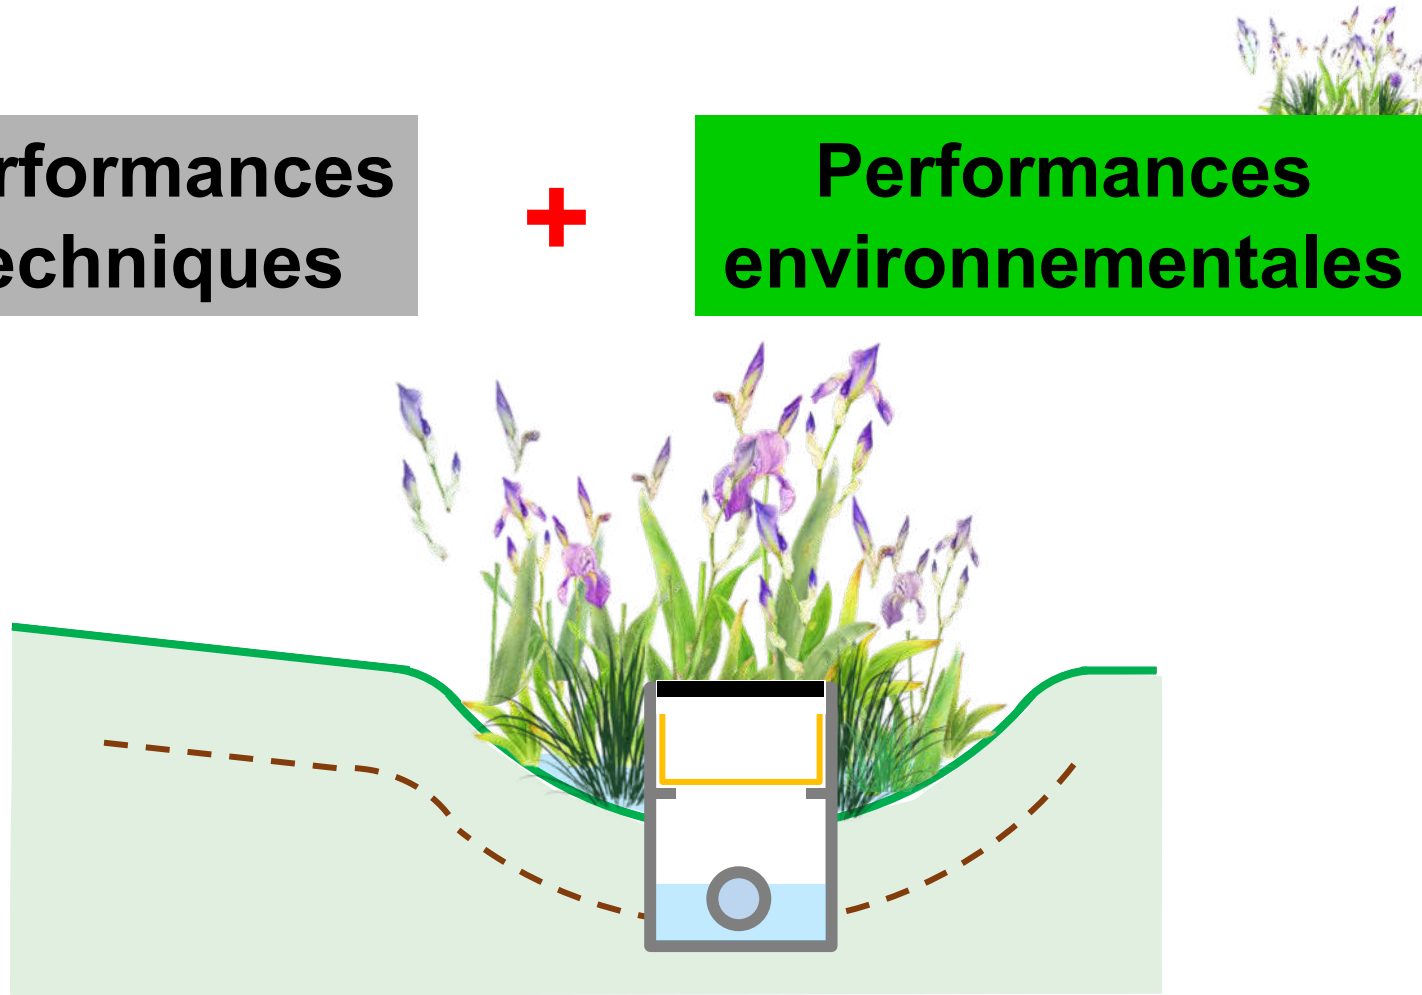 rformances
echniques
+
Performances
environnementales